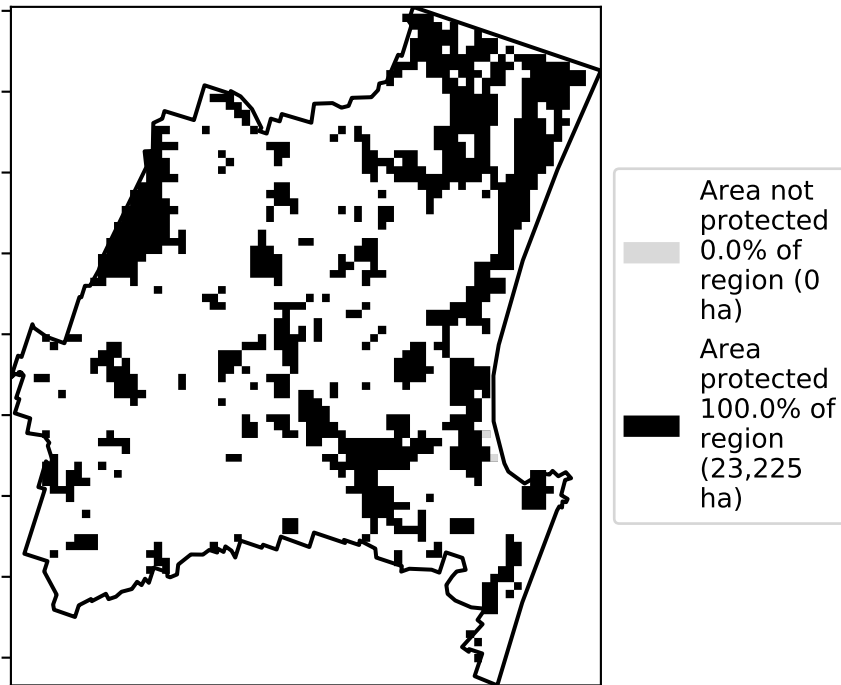 Area not
protected
0.0% of
region (0
ha)
Area
protected
100.0% of
region
(23,225
ha)